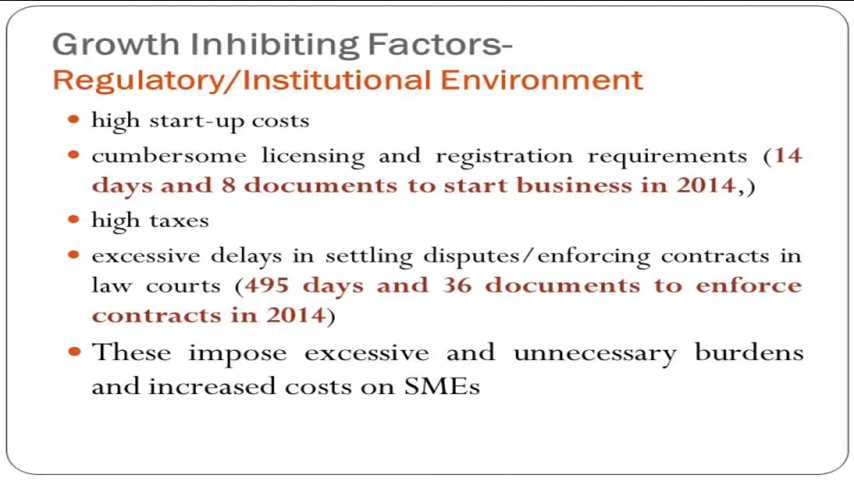 Growth Inhibiting Factors-
Regulatory/Institutional Environment
• high start-up costs
• cumbersome licensing and registration requirements (14
days and 8 documents to start business in 2014,)
• high taxes
• excessive delays in settling disputes/enforcing contracts in
law courts (495 days and 36 documents to enforce
contracts in 2014)
• These impose excessive and unnecessary burdens
and increased costs on SMEs